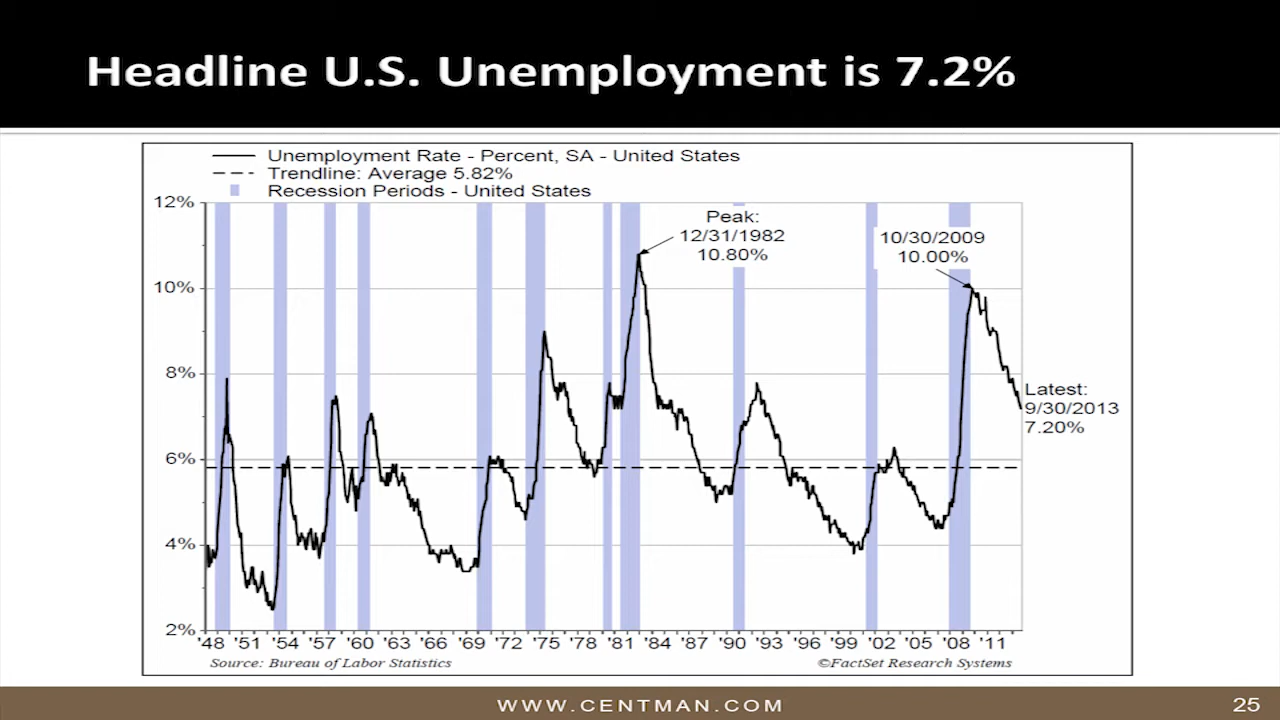 Headline U.S. Unemployment is 7.2%
Unemployment Rate - Percent, SA - United States
Trendline: Average 5.82%
Recession Periods - United States
12%
10%
8%
6%
4%
2%
Peak:
12/31/1982
10.80%
10/30/2009
10.00%
Latest:
9/30/2013
7.20%
'48 '51 '54 '57 '60 '63 '66 '69 '72 '75 '78 '81 '84 '87 '90 '93 '96 '99 '02 '05 '08 '11
Source: Bureau of Labor Statistics
©FactSet Research Systems
WWW.CENTMAN.COM
25